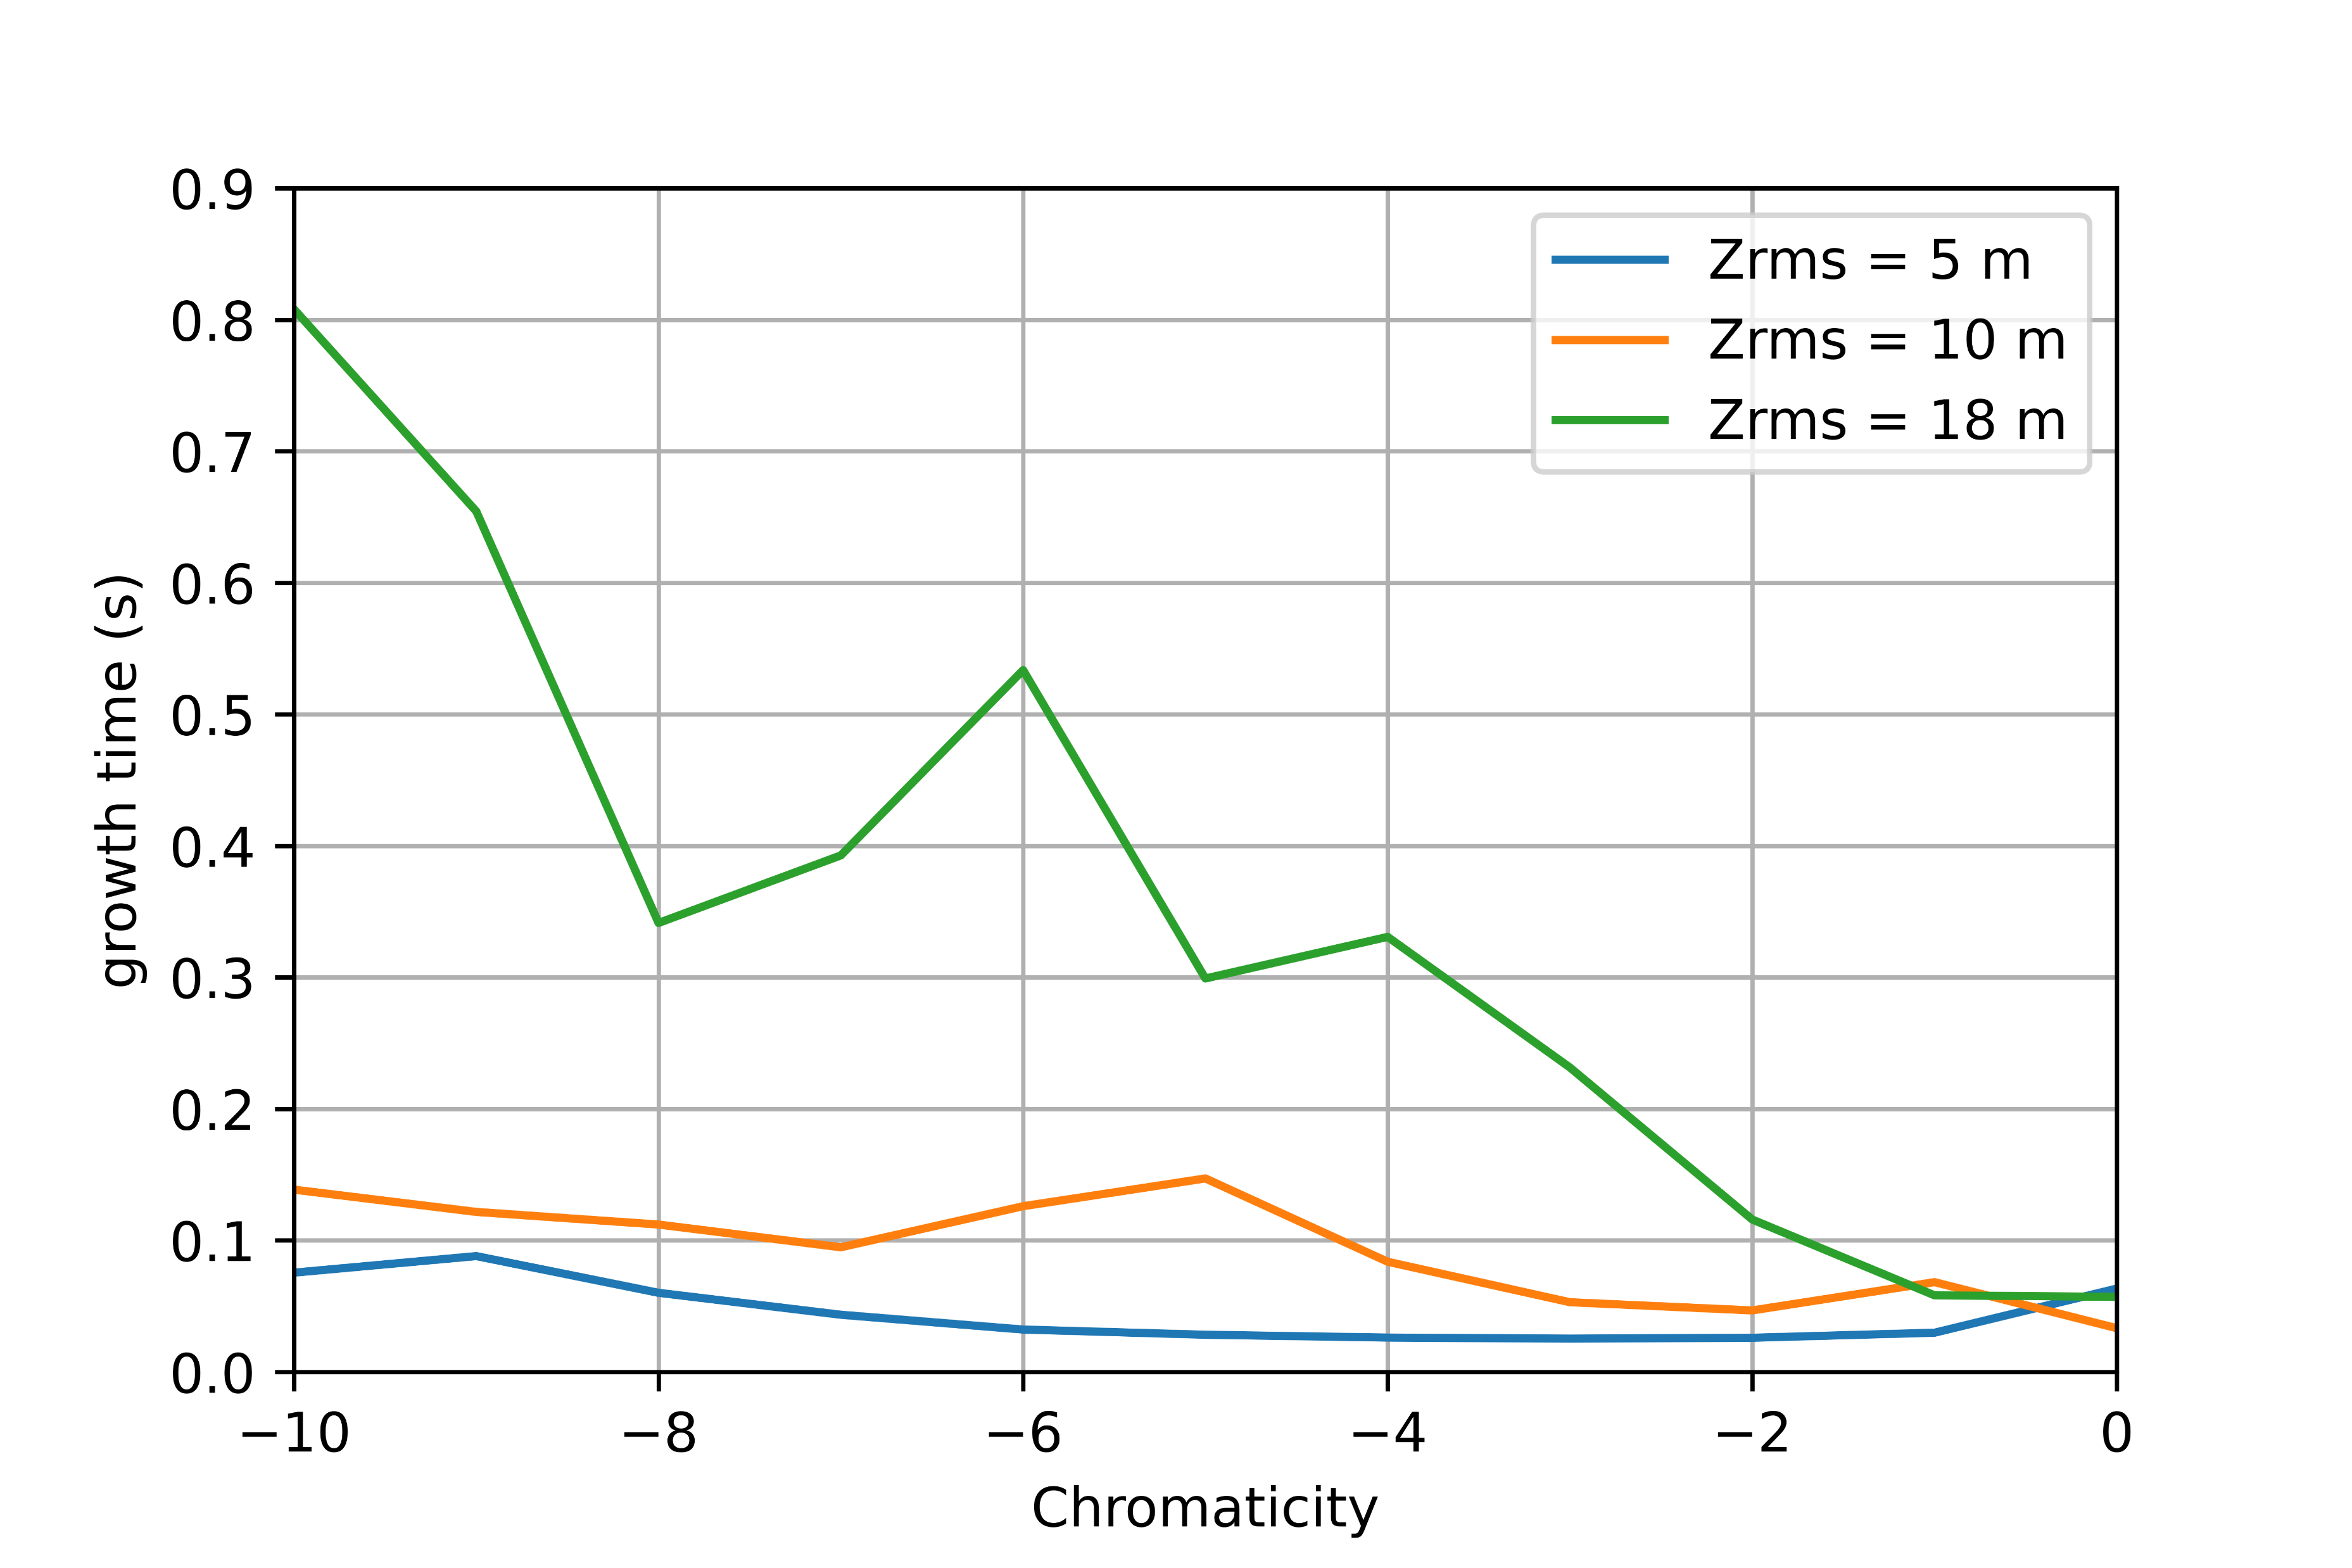 0.9
0.8
0.7
0.6
0.5
0.4
0.3
0.2
0.1
0.0
growth time (s)
Zrms = 5 m
Zrms = 10 m
Zrms = 18 m
−10 −8 −6 −4 −2 0
Chromaticity